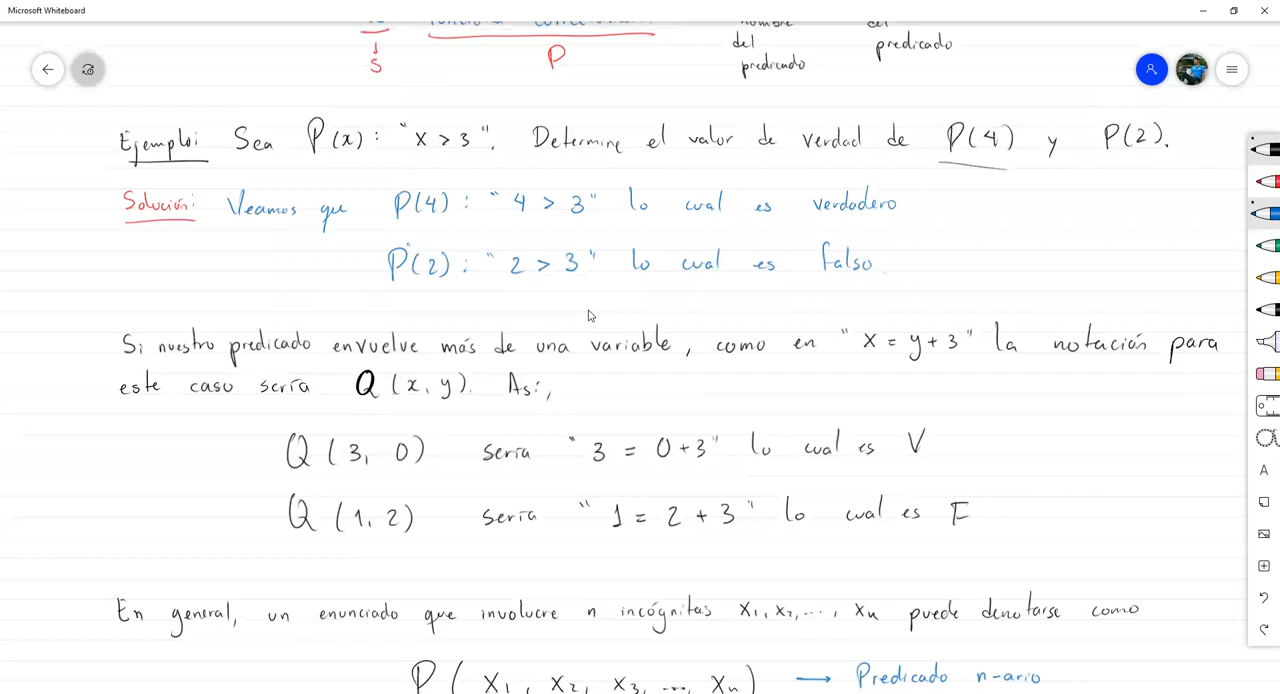 Microsoft Whiteboard
nombre del
S P del predicado
predicado
Ejemplo: Sea P(x): "x > 3". Determine el valor de verdad de P(4) y P(2).
Solución: Veamos que P(4): "4 > 3" lo cual es verdadero
P(2): "2 > 3" lo cual es falso.
Si nuestro predicado envuelve más de una variable, como en "x = y + 3" la notación para
este caso sería Q(x, y). Así,
Q(3, 0) sería "3 = 0 + 3" lo cual es V
Q(1, 2) sería "1 = 2 + 3" lo cual es F
En general, un enunciado que involucre n incógnitas x₁, x₂, ..., xₙ puede denotarse como
P(x₁, x₂, x₃, ..., xₙ) → Predicado n-ario
A